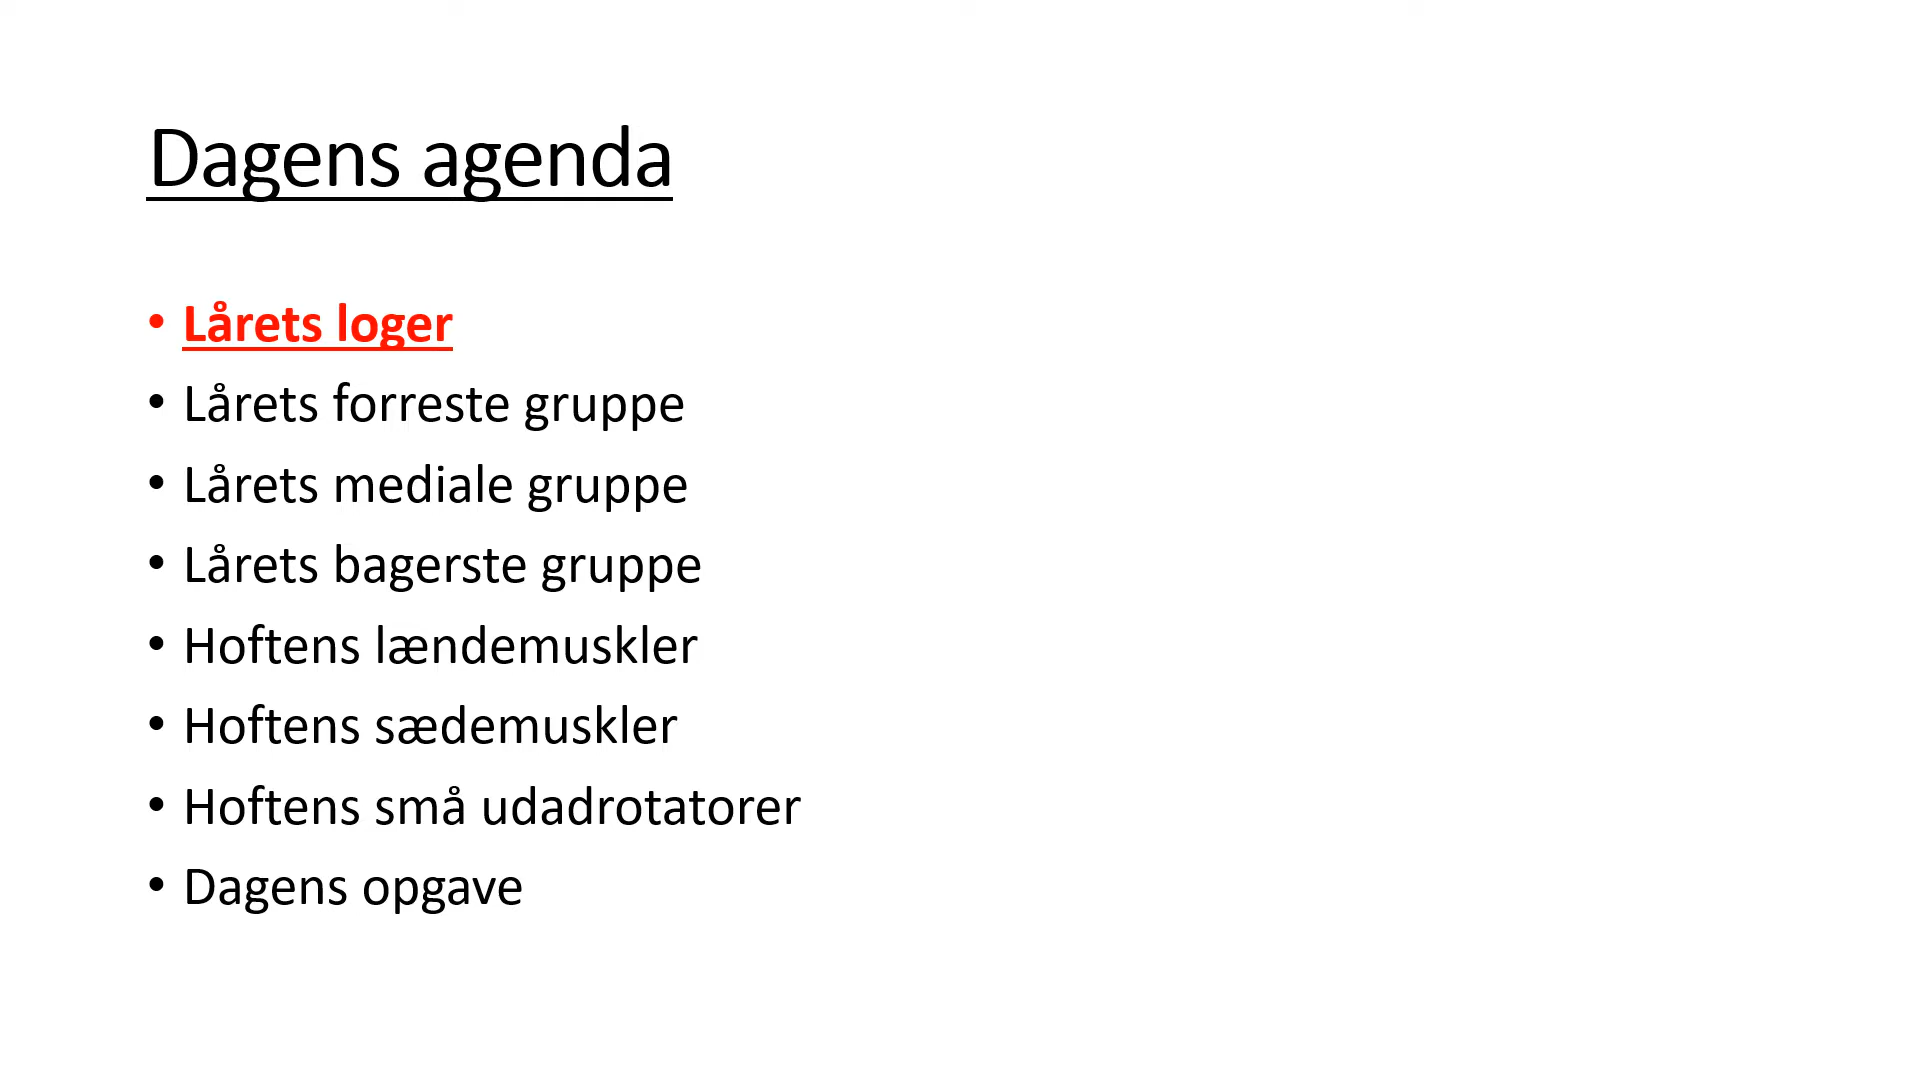 Dagens agenda
• Lårets loger
• Lårets forreste gruppe
• Lårets mediale gruppe
• Lårets bagerste gruppe
• Hoftens lændemuskler
• Hoftens sædemuskler
• Hoftens små udadrotatorer
• Dagens opgave